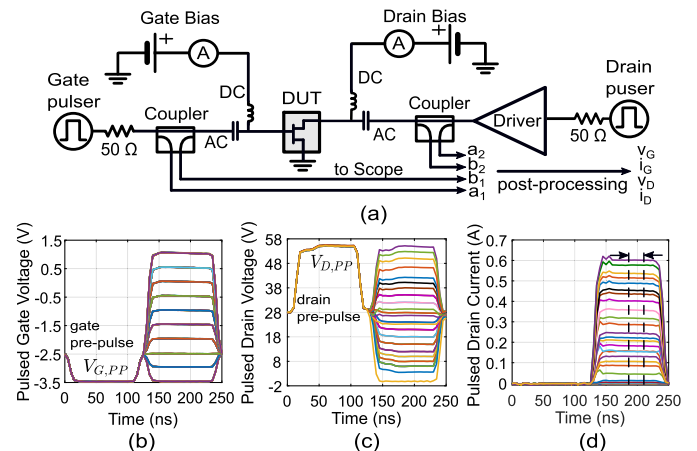 Gate Bias
Drain Bias
+
A
A
+
Gate
pulser
DC
DC
Drain
puser
Coupler
DUT
Coupler
50 Ω
AC
AC
Driver
50 Ω
a2
b2
b1
a1
to Scope
post-processing
vG
iG
vD
iD
(a)
Pulsed Gate Voltage (V)
1.5
0.5
-0.5
-1.5
-2.5
-3.5
gate
pre-pulse
VG,PP
0 50 100 150 200 250
Time (ns)
(b)
Pulsed Drain Voltage (V)
58
48
38
28
18
8
-2
VD,PP
drain
pre-pulse
0 50 100 150 200 250
Time (ns)
(c)
Pulsed Drain Current (A)
0.7
0.6
0.5
0.4
0.3
0.2
0.1
0
0 50 100 150 200 250
Time (ns)
(d)